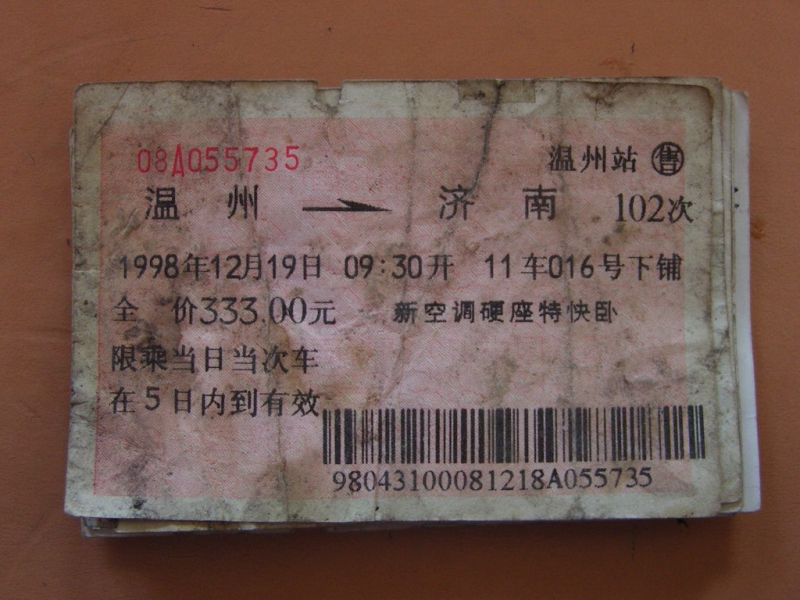 08A055735 温州站 售
温州 → 济南 102次
1998年12月19日 09:30开 11车016号下铺
全价333.00元 新空调硬座特快卧
限乘当日当次车
在5日内到有效
98043100081218A055735